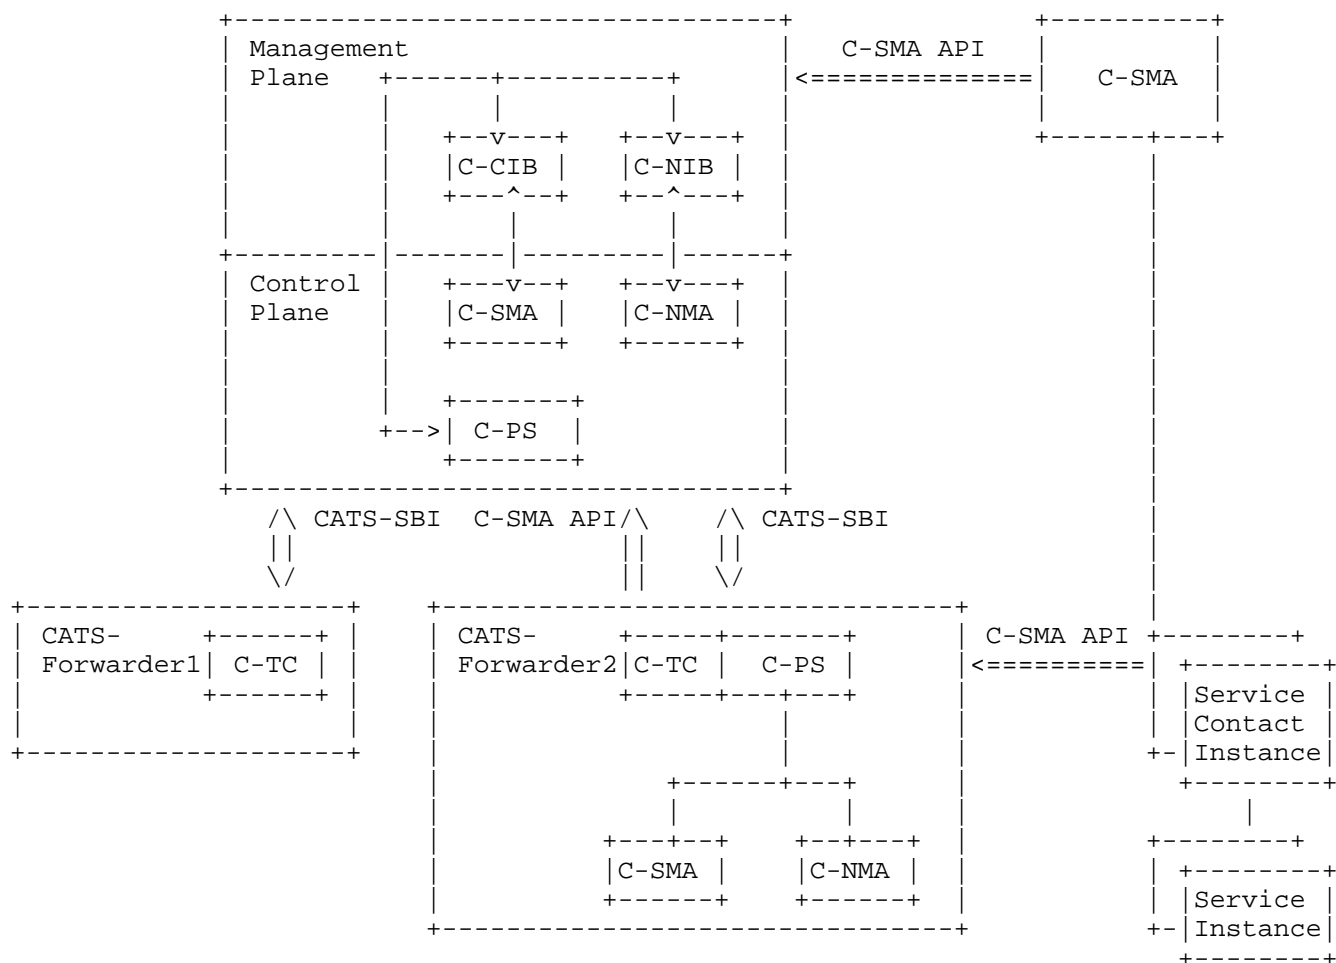 Management C-SMA API
Plane C-SMA
C-CIB C-NIB
Control
Plane C-SMA C-NMA
C-PS
CATS-SBI C-SMA API CATS-SBI
CATS- CATS- C-SMA API
Forwarder1 C-TC Forwarder2 C-TC C-PS
Service
Contact
Instance
C-SMA C-NMA
Service
Instance